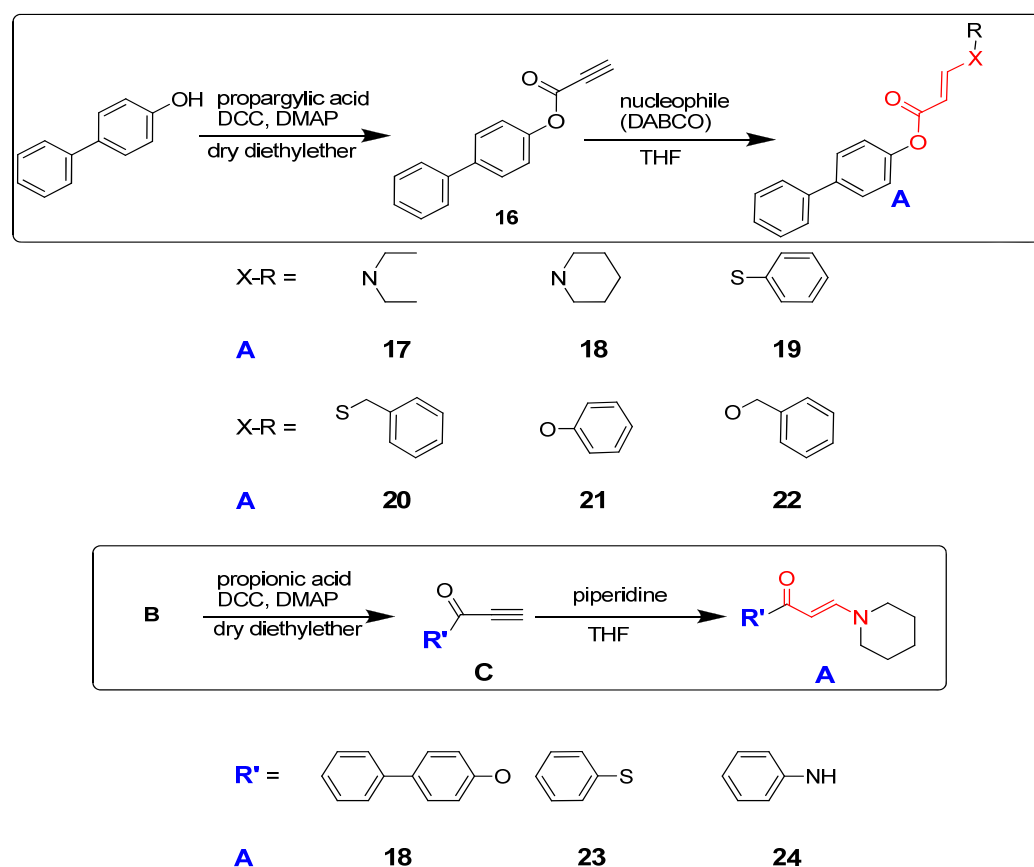 OH
propargylic acid
DCC, DMAP
dry diethylether
O
O
16
nucleophile
(DABCO)
THF
R
X
O
O
A
X-R =
N
N
S
A
17
18
19
X-R =
S
O
O
A
20
21
22
B
propionic acid
DCC, DMAP
dry diethylether
O
R'
C
piperidine
THF
O
R'
N
A
R' =
O
S
NH
A
18
23
24